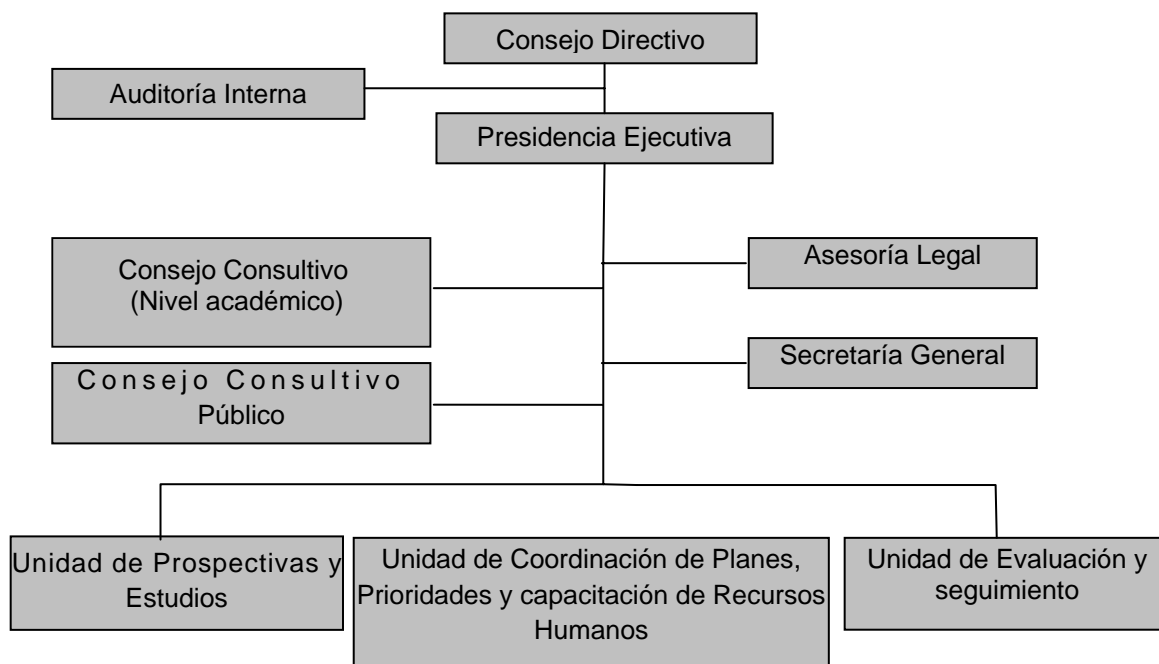 Consejo Directivo
Auditoría Interna
Presidencia Ejecutiva
Consejo Consultivo
(Nivel académico)
Asesoría Legal
Secretaría General
Consejo Consultivo
Público
Unidad de Prospectivas y
Estudios
Unidad de Coordinación de Planes,
Prioridades y capacitación de Recursos
Humanos
Unidad de Evaluación y
seguimiento